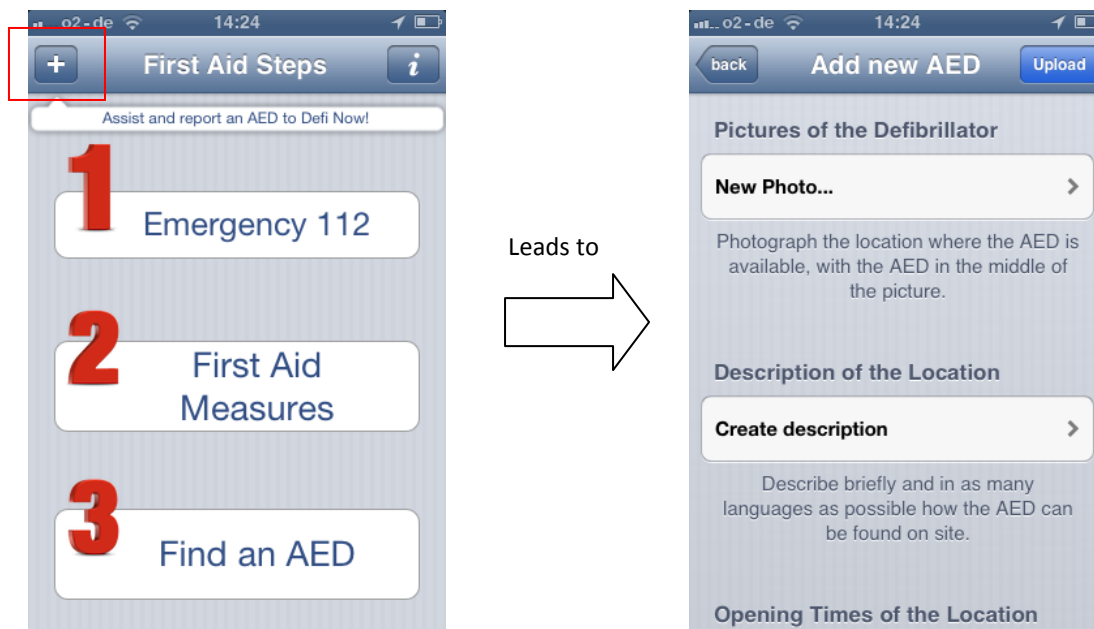 o2-de 14:24
+ First Aid Steps i
Assist and report an AED to Defi Now!
1 Emergency 112
2 First Aid
Measures
3 Find an AED
Leads to
o2-de 14:24
back Add new AED Upload
Pictures of the Defibrillator
New Photo...
Photograph the location where the AED is
available, with the AED in the middle of
the picture.
Description of the Location
Create description
Describe briefly and in as many
languages as possible how the AED can
be found on site.
Opening Times of the Location